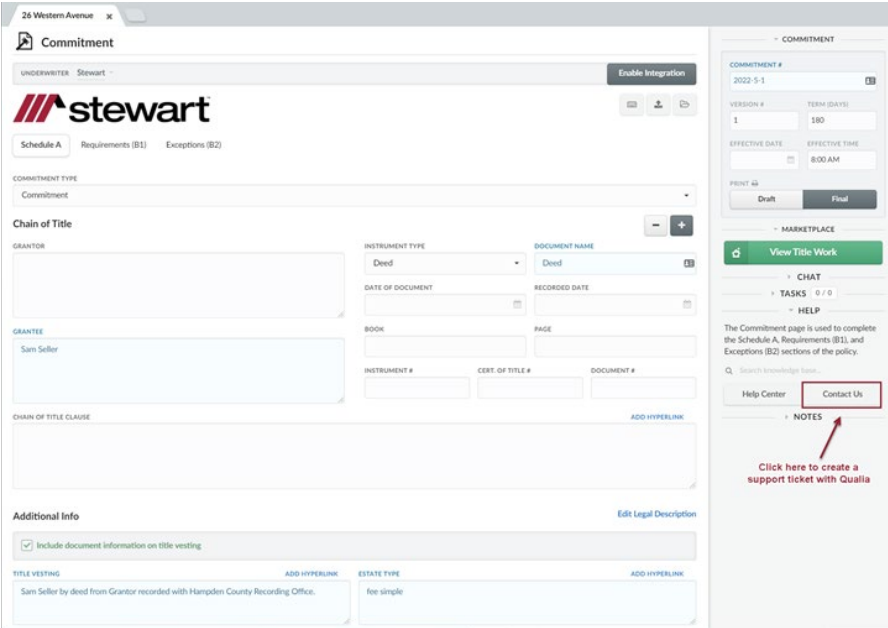 26 Western Avenue
Commitment
UNDERWRITER Stewart
Enable Integration
stewart
Schedule A Requirements (B1) Exceptions (B2)
COMMITMENT TYPE
Commitment
Chain of Title
GRANTOR
INSTRUMENT TYPE DOCUMENT NAME
Deed Deed
DATE OF DOCUMENT RECORDED DATE
GRANTEE
Sam Seller
BOOK PAGE
INSTRUMENT # CERT. OF TITLE # DOCUMENT #
CHAIN OF TITLE CLAUSE ADD HYPERLINK
Additional Info
Edit Legal Description
Include document information on title vesting
TITLE VESTING ADD HYPERLINK
Sam Seller by deed from Grantor recorded with Hampden County Recording Office.
ESTATE TYPE ADD HYPERLINK
fee simple
COMMITMENT
COMMITMENT #
2022-5-1
VERSION # TERM (DAYS)
1 180
EFFECTIVE DATE EFFECTIVE TIME
8:00 AM
PRINT
Draft Final
MARKETPLACE
View Title Work
CHAT
TASKS 0 / 0
HELP
The Commitment page is used to complete
the Schedule A, Requirements (B1), and
Exceptions (B2) sections of the policy.
Search knowledge base...
Help Center Contact Us
NOTES
Click here to create a
support ticket with Qualia